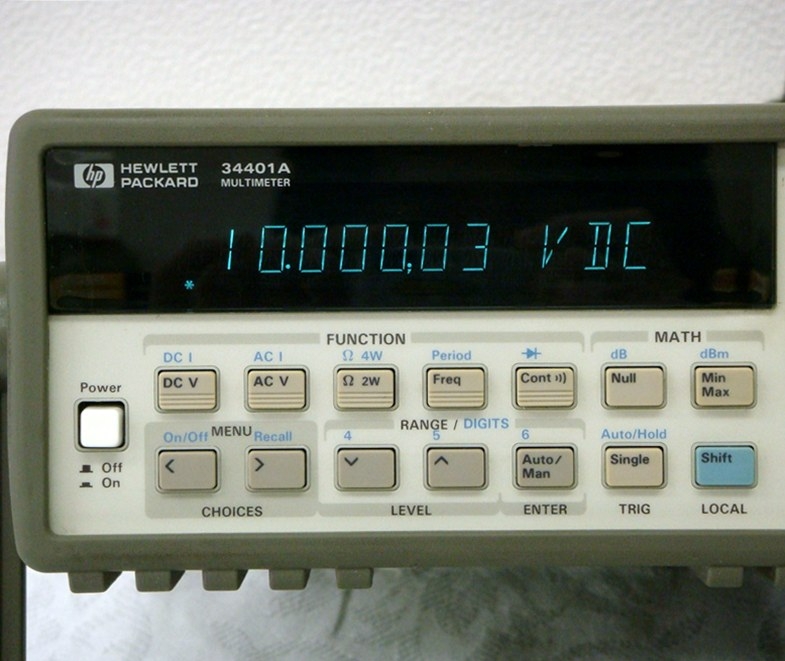 hp HEWLETT PACKARD 34401A MULTIMETER
10.000,03 VDC
*
FUNCTION MATH
DC I AC I Ω 4W Period dB dBm
DC V AC V Ω 2W Freq Cont Null Min Max
Power
MENU RANGE / DIGITS
On/Off Recall 4 5 6 Auto/Hold
< > Auto/Man Single Shift
Off
On
CHOICES LEVEL ENTER TRIG LOCAL